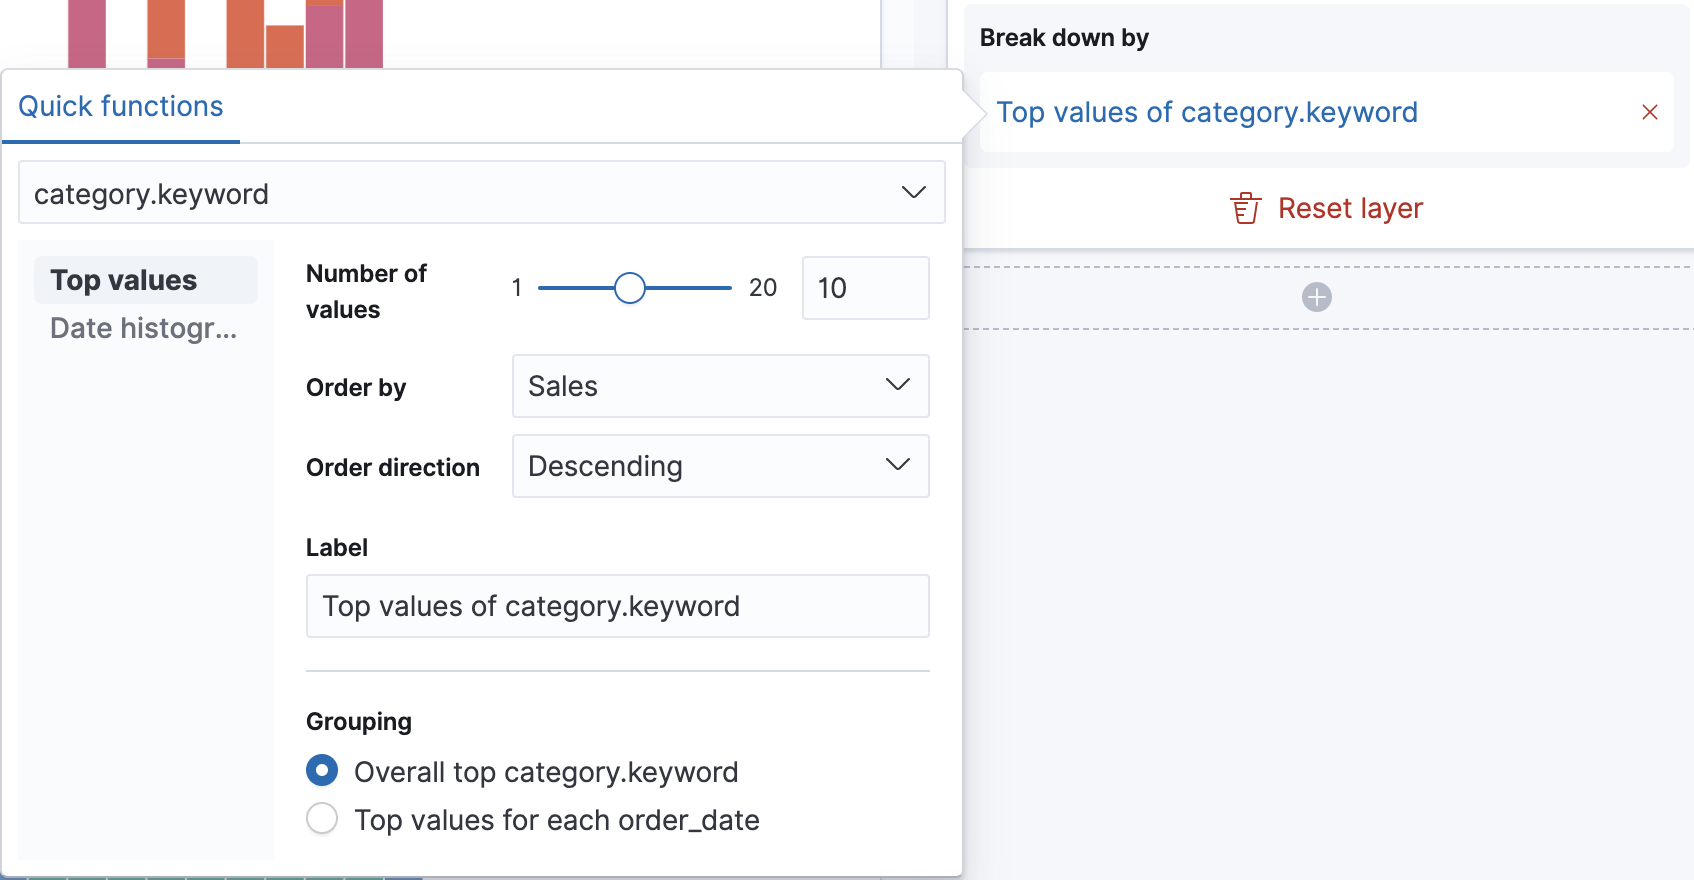 Break down by
Top values of category.keyword
Reset layer
Quick functions
category.keyword
Top values
Date histogr...
Number of
values
1
20
10
Order by
Sales
Order direction
Descending
Label
Top values of category.keyword
Grouping
Overall top category.keyword
Top values for each order_date